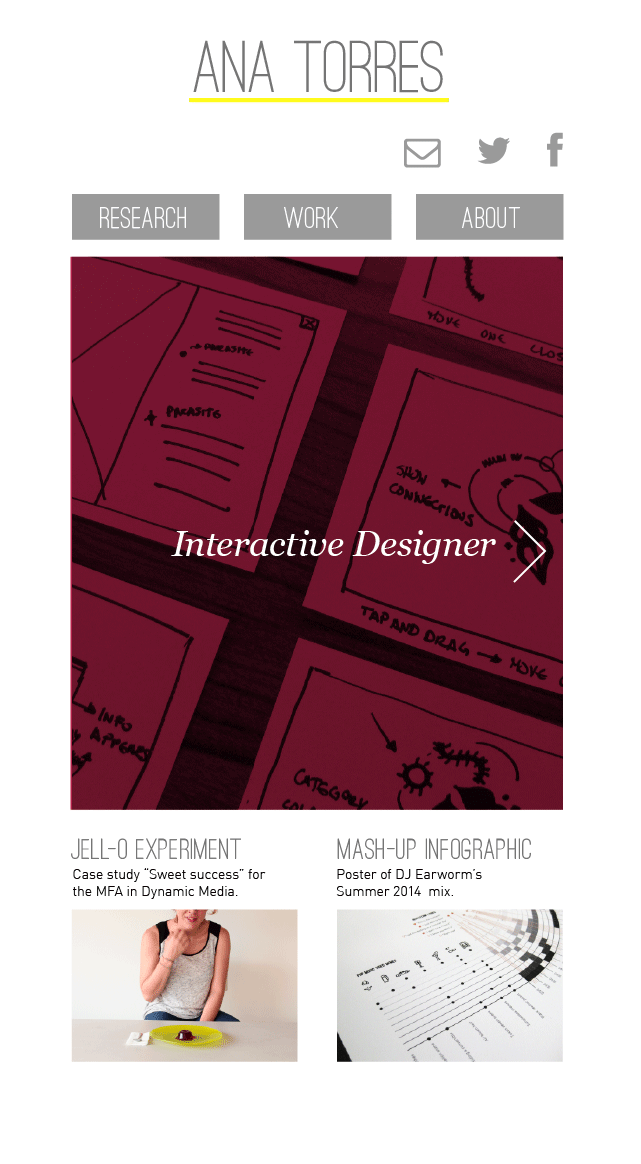 ANA TORRES
RESEARCH
WORK
ABOUT
MOVE ONE CLOS
PARASITE
SHOW
CONNECTIONS
Interactive Designer
TAP AND DRAG → MOVE
INFO
APPEARS
CATEGORY
JELL-O EXPERIMENT
Case study “Sweet success” for
the MFA in Dynamic Media.
MASH-UP INFOGRAPHIC
Poster of DJ Earworm’s
Summer 2014 mix.